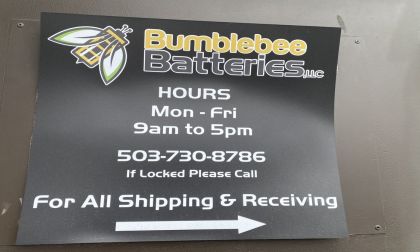 Bumblebee
Batteries, LLC
HOURS
Mon - Fri
9am to 5pm
503-730-8786
If Locked Please Call
For All Shipping & Receiving